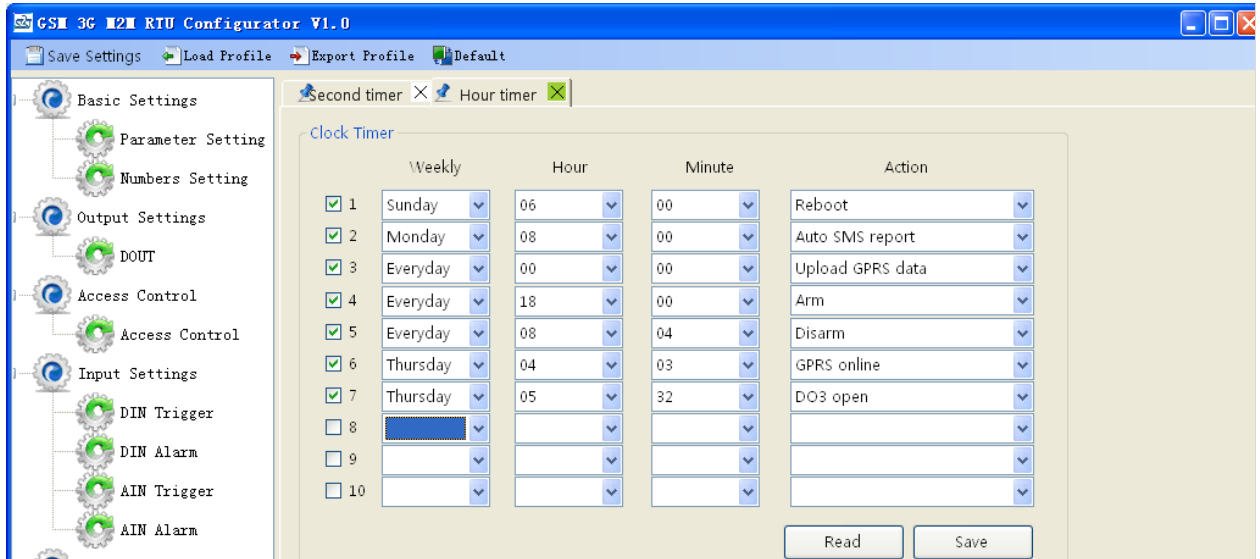 GSM 3G M2M RTU Configurator V1.0
Save Settings Load Profile Export Profile Default
Basic Settings
Parameter Setting
Numbers Setting
Output Settings
DOUT
Access Control
Access Control
Input Settings
DIN Trigger
DIN Alarm
AIN Trigger
AIN Alarm
Second timer Hour timer
Clock Timer
Weekly Hour Minute Action
1 Sunday 06 00 Reboot
2 Monday 08 00 Auto SMS report
3 Everyday 00 00 Upload GPRS data
4 Everyday 18 00 Arm
5 Everyday 08 04 Disarm
6 Thursday 04 03 GPRS online
7 Thursday 05 32 DO3 open
8
9
10
Read Save